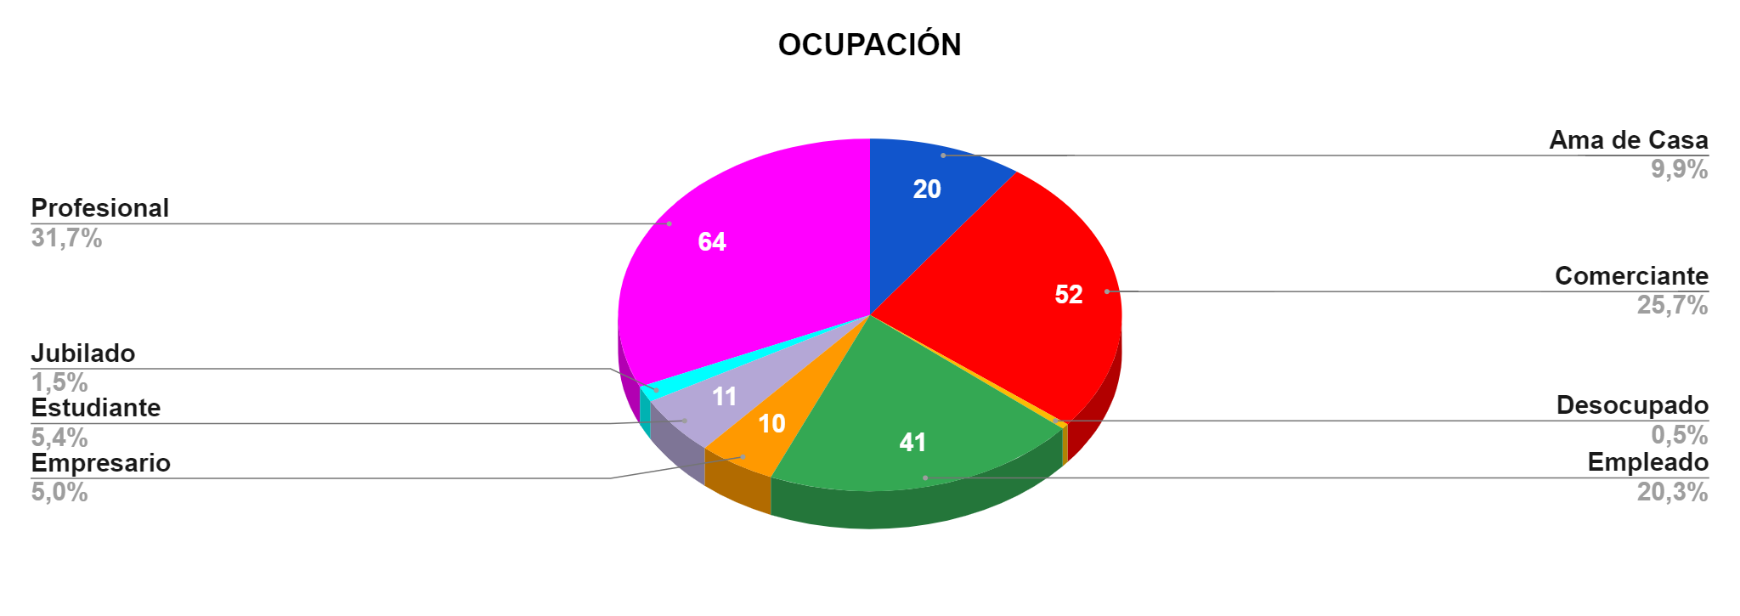 OCUPACIÓN
Ama de Casa
9,9%
Comerciante
25,7%
Desocupado
0,5%
Empleado
20,3%
Profesional
31,7%
Jubilado
1,5%
Estudiante
5,4%
Empresario
5,0%
20
52
41
10
11
64